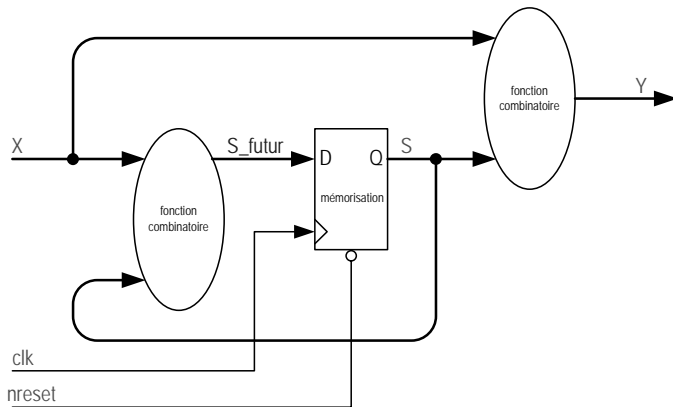 fonction
combinatoire
Y
X
S_futur
D
Q
S
mémorisation
fonction
combinatoire
clk
nreset